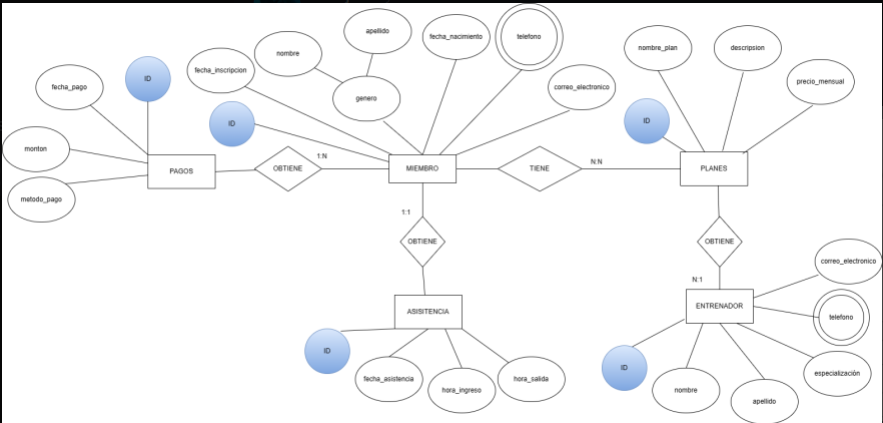 apellido
fecha_nacimiento
telefono
nombre
nombre_plan
descripsion
fecha_inscripcion
ID
fecha_pago
genero
correo_electronico
precio_mensual
ID
ID
monton
1:N
N:N
PAGOS
OBTIENE
MIEMBRO
TIENE
PLANES
metodo_pago
1:1
OBTIENE
OBTIENE
correo_electronico
N:1
ENTRENADOR
ASISITENCIA
telefono
ID
ID
especialización
fecha_asistencia
hora_ingreso
hora_salida
nombre
apellido